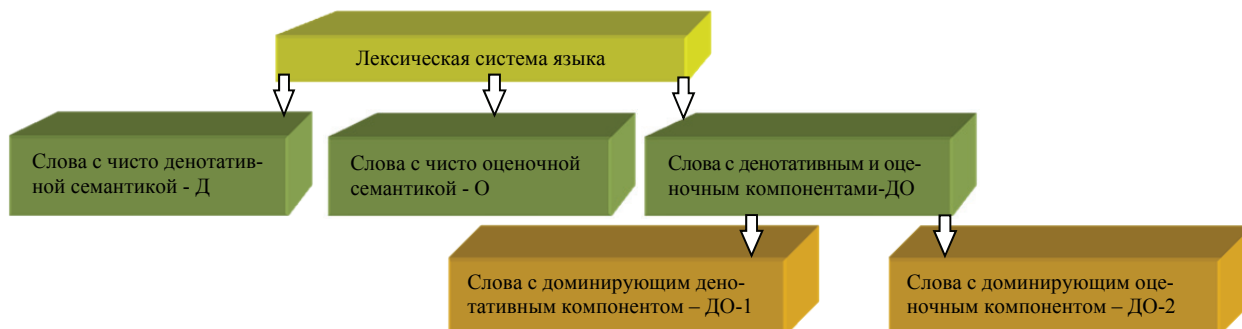 Лексическая система языка
Слова с чисто денотатив-
ной семантикой - Д
Слова с чисто оценочной
семантикой - О
Слова с денотативным и оце-
ночным компонентами-ДО
Слова с доминирующим дено-
тативным компонентом – ДО-1
Слова с доминирующим оце-
ночным компонентом – ДО-2